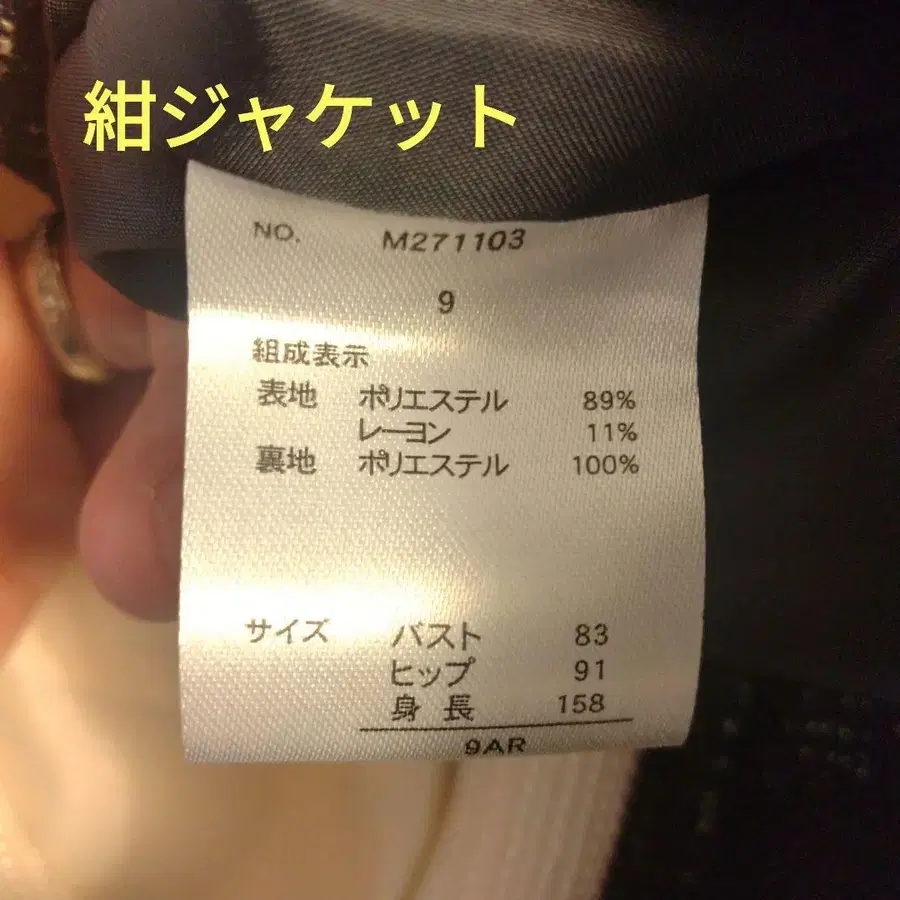 紺ジャケット
NO. M271103
9
組成表示
表地 ポリエステル 89%
レーヨン 11%
裏地 ポリエステル 100%
サイズ バスト 83
ヒップ 91
身長 158
9AR